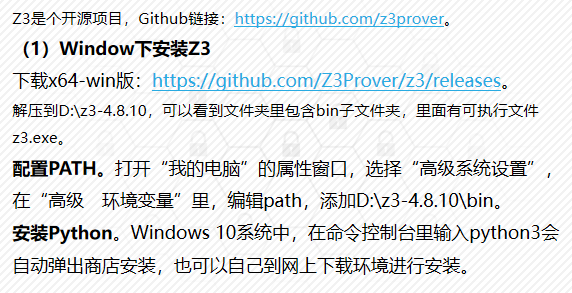 Z3是个开源项目，Github链接：https://github.com/z3prover。
（1）Window下安装Z3
下载x64-win版：https://github.com/Z3Prover/z3/releases。
解压到D:\z3-4.8.10，可以看到文件夹里包含bin子文件夹，里面有可执行文件
z3.exe。
配置PATH。打开“我的电脑”的属性窗口，选择“高级系统设置”，
在“高级　环境变量”里，编辑path，添加D:\z3-4.8.10\bin。
安装Python。Windows 10系统中，在命令控制台里输入python3会
自动弹出商店安装，也可以自己到网上下载环境进行安装。